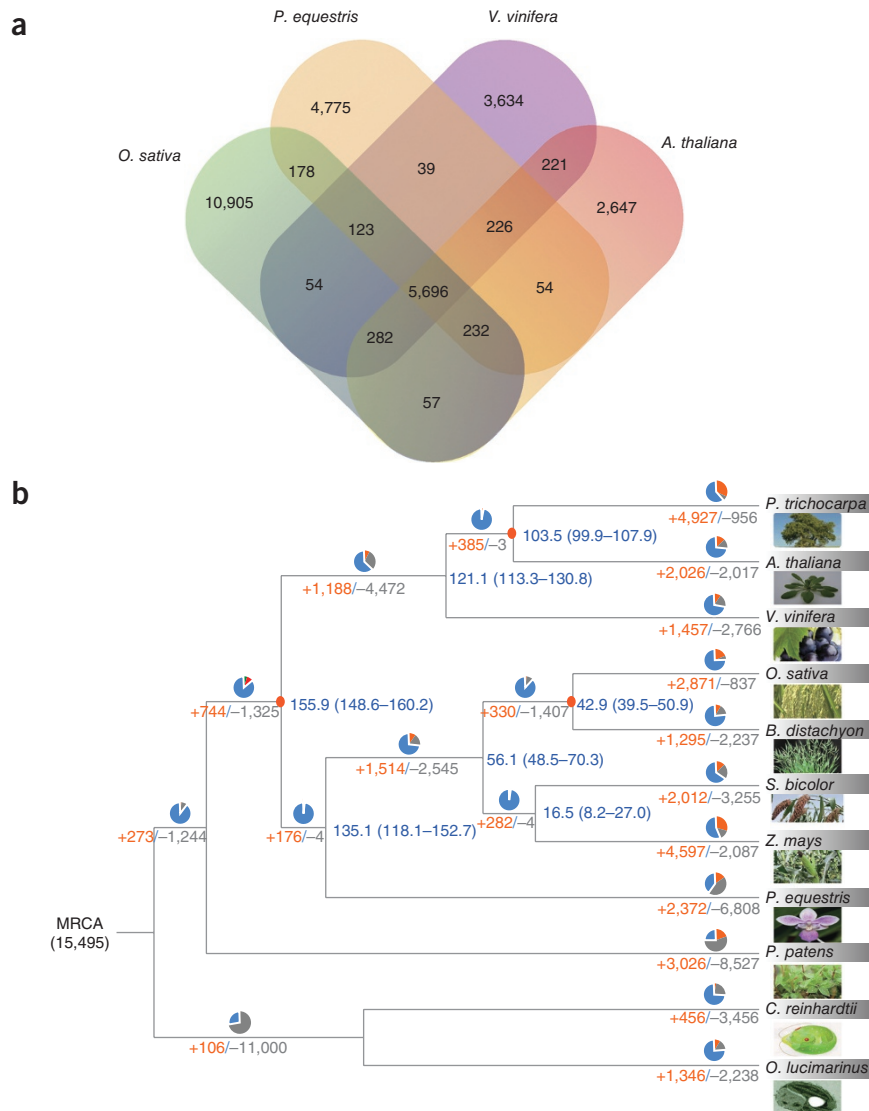 a
P. equestris
V. vinifera
O. sativa
A. thaliana
4,775
3,634
178
39
221
10,905
2,647
123
226
54
5,696
54
282
232
57
b
P. trichocarpa
+4,927/–956
+385/–3
103.5 (99.9–107.9)
A. thaliana
+2,026/–2,017
+1,188/–4,472
121.1 (113.3–130.8)
V. vinifera
+1,457/–2,766
O. sativa
+2,871/–837
+744/–1,325
155.9 (148.6–160.2)
+330/–1,407
42.9 (39.5–50.9)
B. distachyon
+1,295/–2,237
+1,514/–2,545
56.1 (48.5–70.3)
S. bicolor
+2,012/–3,255
16.5 (8.2–27.0)
+273/–1,244
+176/–4
135.1 (118.1–152.7)
+282/–4
Z. mays
+4,597/–2,087
P. equestris
+2,372/–6,808
MRCA
(15,495)
P. patens
+3,026/–8,527
C. reinhardtii
+456/–3,456
+106/–11,000
O. lucimarinus
+1,346/–2,238